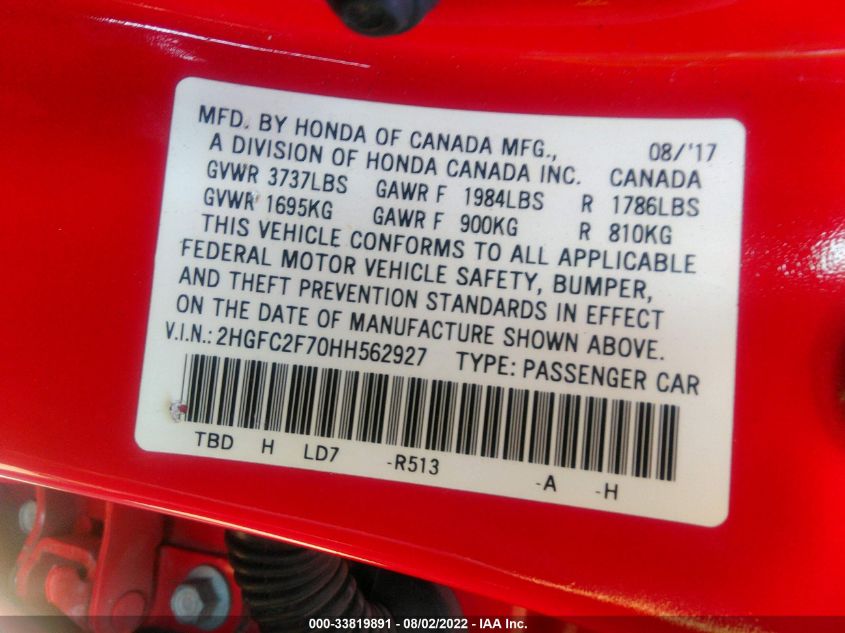 MFD. BY HONDA OF CANADA MFG., 08/'17
A DIVISION OF HONDA CANADA INC. CANADA
GVWR 3737LBS GAWR F 1984LBS R 1786LBS
GVWR 1695KG GAWR F 900KG R 810KG
THIS VEHICLE CONFORMS TO ALL APPLICABLE
FEDERAL MOTOR VEHICLE SAFETY, BUMPER,
AND THEFT PREVENTION STANDARDS IN EFFECT
ON THE DATE OF MANUFACTURE SHOWN ABOVE.
V.I.N.: 2HGFC2F70HH562927 TYPE: PASSENGER CAR
TBD H LD7 -R513 -A -H
000-33819891 - 08/02/2022 - IAA Inc.